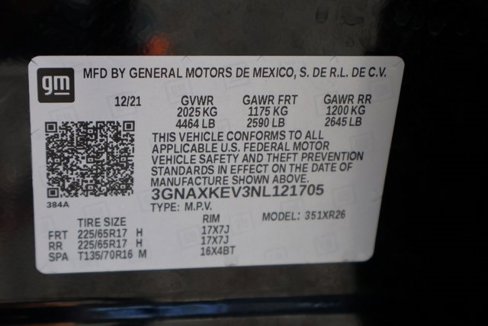 gm MFD BY GENERAL MOTORS DE MEXICO, S. DE R.L. DE C.V.
12/21 GVWR GAWR FRT GAWR RR
2025 KG 1175 KG 1200 KG
4464 LB 2590 LB 2645 LB
THIS VEHICLE CONFORMS TO ALL
APPLICABLE U.S. FEDERAL MOTOR
VEHICLE SAFETY AND THEFT PREVENTION
STANDARDS IN EFFECT ON THE DATE OF
MANUFACTURE SHOWN ABOVE.
3GNAXKEV3NL121705
384A TYPE: M.P.V. MODEL: 351XR26
TIRE SIZE RIM
FRT 225/65R17 H 17X7J
RR 225/65R17 H 17X7J
SPA T135/70R16 M 16X4BT